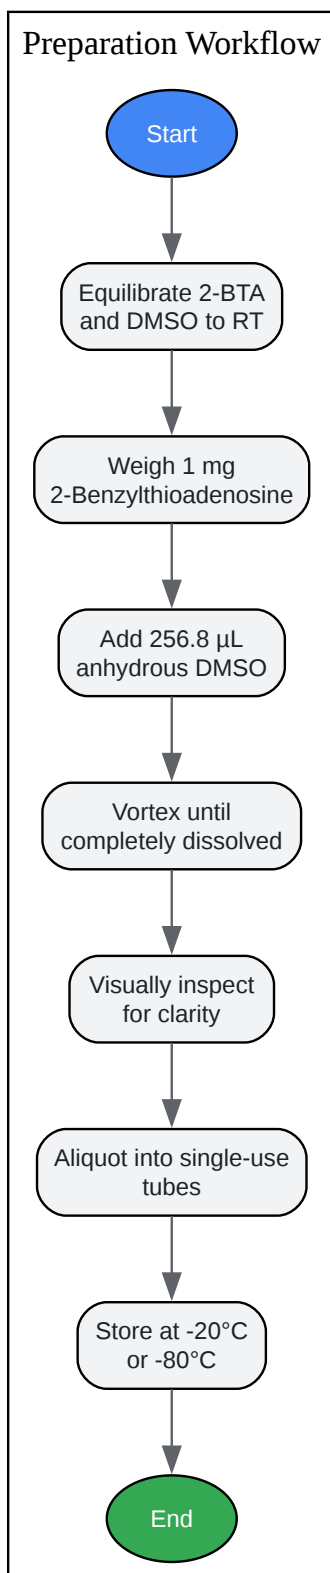 Preparation Workflow
Start
Equilibrate 2-BTA
and DMSO to RT
Weigh 1 mg
2-Benzylthioadenosine
Add 256.8 µL
anhydrous DMSO
Vortex until
completely dissolved
Visually inspect
for clarity
Aliquot into single-use
tubes
Store at -20°C
or -80°C
End